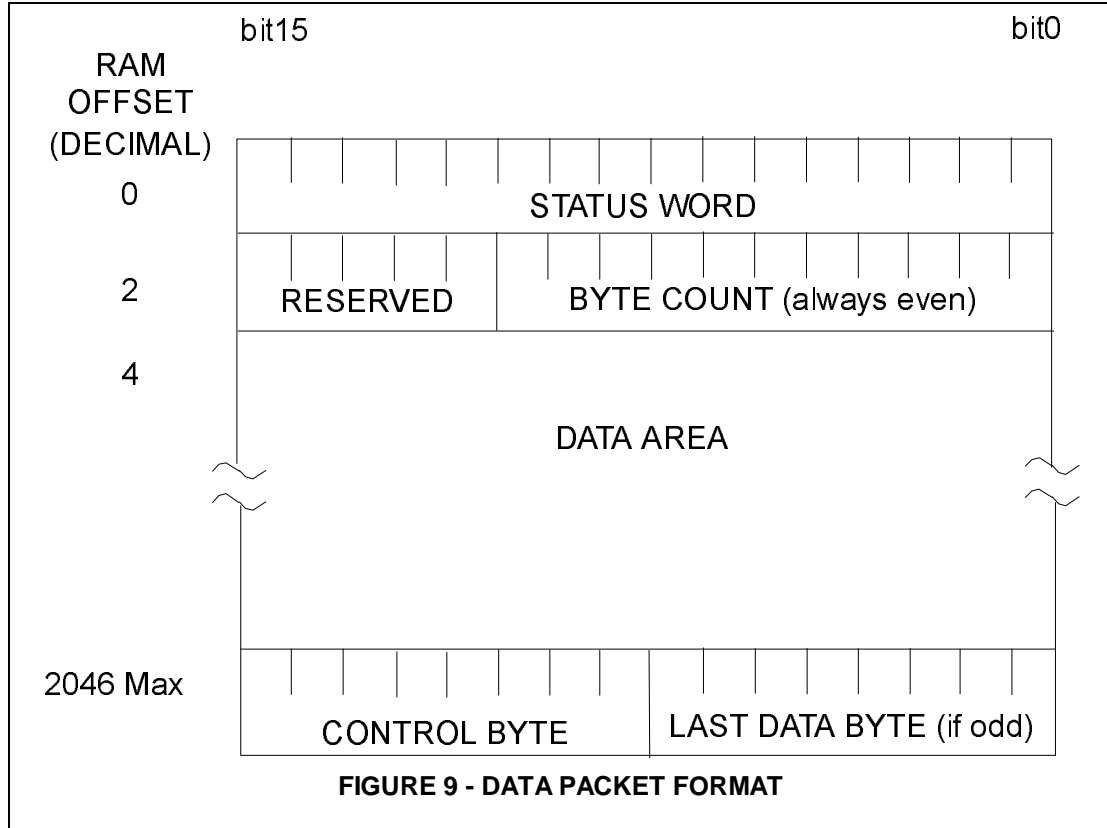 bit15 bit0
RAM
OFFSET
(DECIMAL)
0
STATUS WORD
2
RESERVED BYTE COUNT (always even)
4
DATA AREA
2046 Max
CONTROL BYTE LAST DATA BYTE (if odd)
FIGURE 9 - DATA PACKET FORMAT